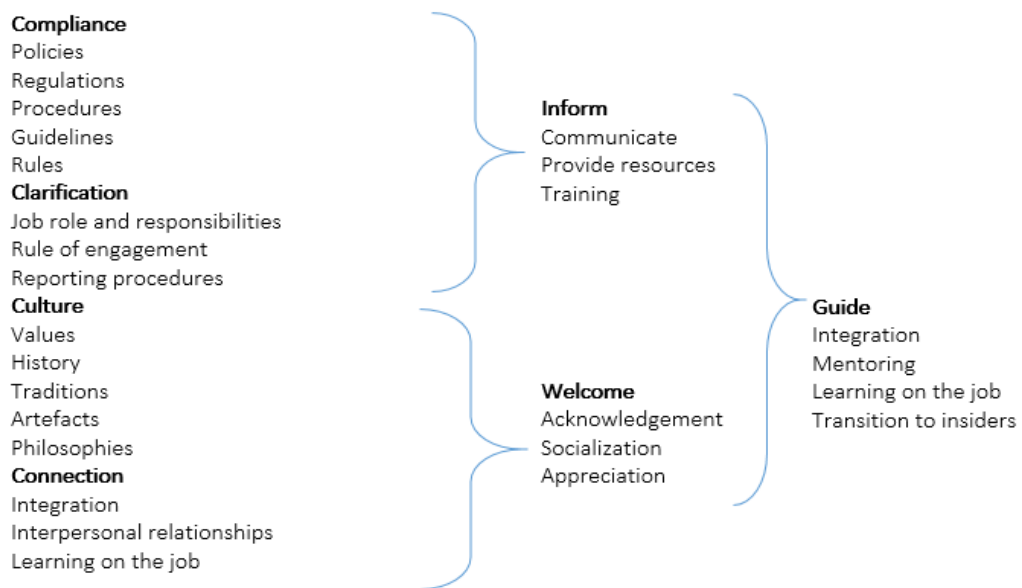 Compliance
Policies
Regulations
Procedures
Guidelines
Rules
Clarification
Job role and responsibilities
Rule of engagement
Reporting procedures
Culture
Values
History
Traditions
Artefacts
Philosophies
Connection
Integration
Interpersonal relationships
Learning on the job
Inform
Communicate
Provide resources
Training
Welcome
Acknowledgement
Socialization
Appreciation
Guide
Integration
Mentoring
Learning on the job
Transition to insiders